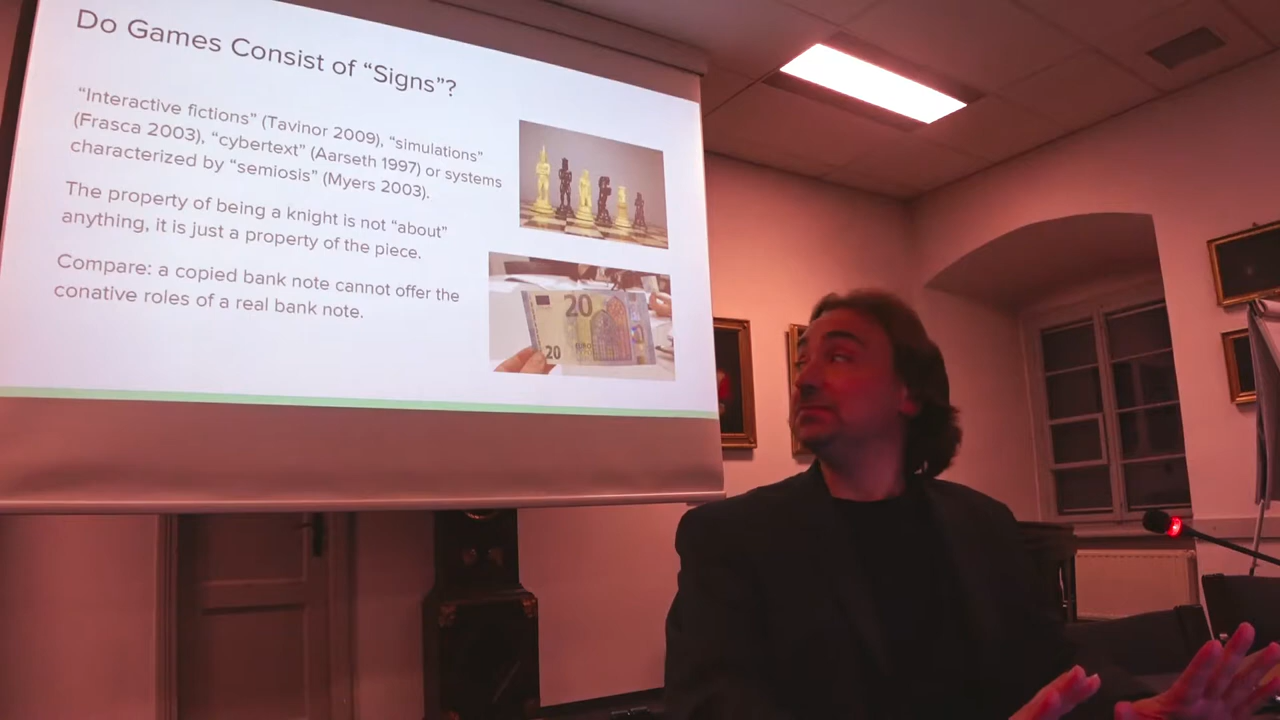 Do Games Consist of “Signs”?
“Interactive fictions” (Tavinor 2009), “simulations”
(Frasca 2003), “cybertext” (Aarseth 1997) or systems
characterized by “semiosis” (Myers 2003).
The property of being a knight is not “about”
anything, it is just a property of the piece.
Compare: a copied bank note cannot offer the
conative roles of a real bank note.
20
20
EURO